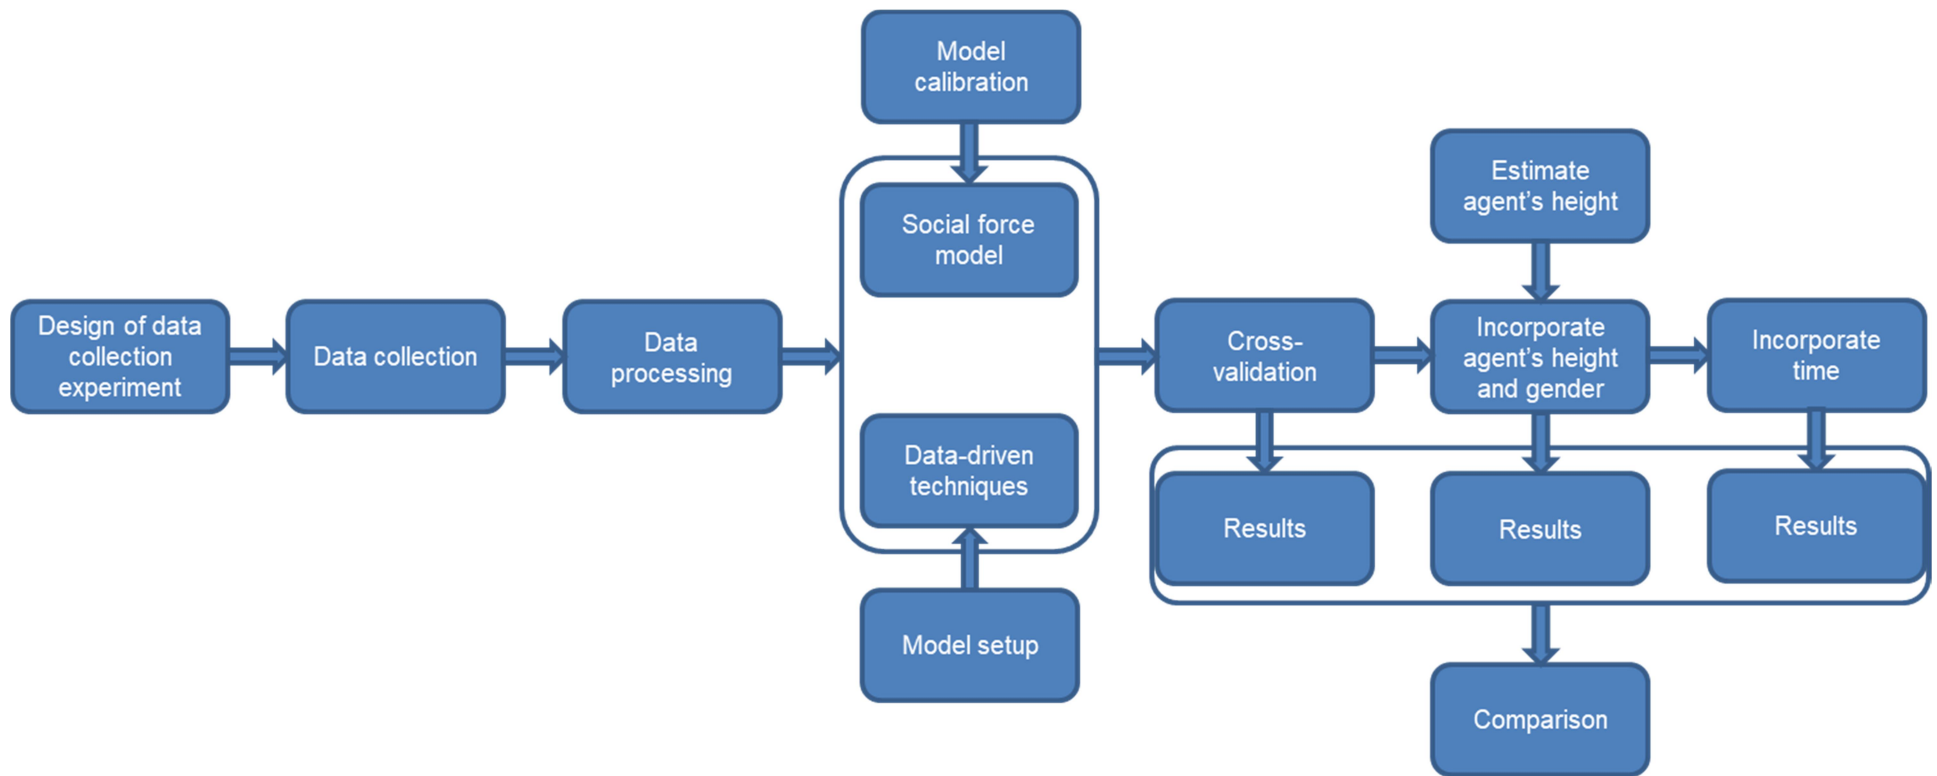 Model
calibration
Social force
model
Design of data
collection
experiment
Data collection
Data
processing
Data-driven
techniques
Model setup
Cross-
validation
Estimate
agent’s height
Incorporate
agent’s height
and gender
Incorporate
time
Results
Results
Results
Comparison